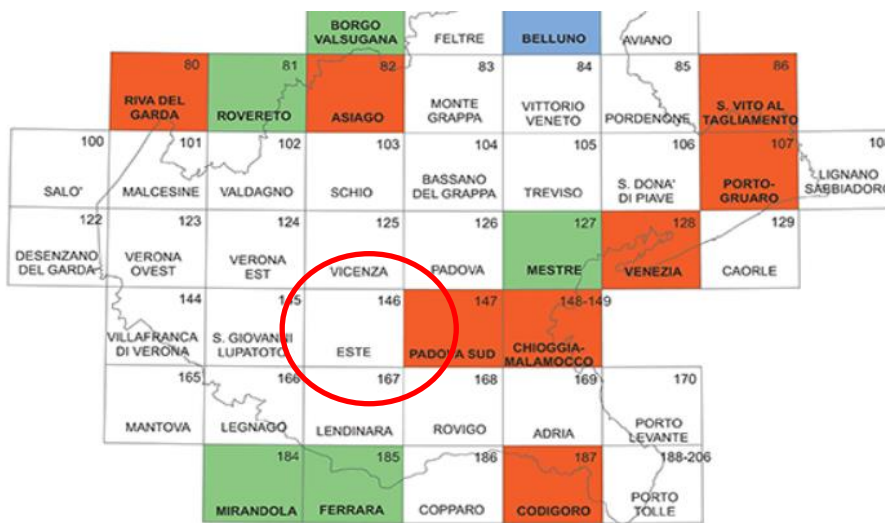 BORGO
VALSUGANA
FELTRE
BELLUNO
AVIANO
80
81
82
83
84
85
86
RIVA DEL
GARDA
ROVERETO
ASIAGO
MONTE
GRAPPA
VITTORIO
VENETO
PORDENONE
S. VITO AL
TAGLIAMENTO
100
101
102
103
104
105
106
107
10
SALO'
MALCESINE
VALDAGNO
SCHIO
BASSANO
DEL GRAPPA
TREVISO
S. DONA'
DI PIAVE
PORTO-
GRUARO
LIGNANO
SABBIADORO
122
123
124
125
126
127
128
129
DESENZANO
DEL GARDA
VERONA
OVEST
VERONA
EST
VICENZA
PADOVA
MESTRE
VENEZIA
CAORLE
144
145
146
147
148-149
VILLAFRANCA
DI VERONA
S. GIOVANNI
LUPATOTO
ESTE
PADOVA SUD
CHIOGGIA-
MALAMOCCO
165
166
167
168
169
170
MANTOVA
LEGNAGO
LENDINARA
ROVIGO
ADRIA
PORTO
LEVANTE
184
185
186
187
188-206
MIRANDOLA
FERRARA
COPPARO
CODIGORO
PORTO
TOLLE